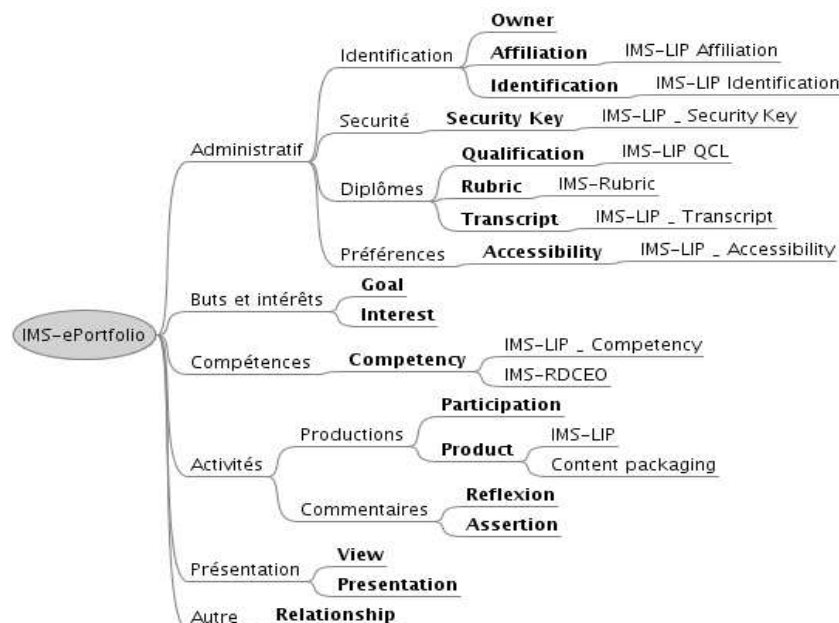 IMS-ePortfolio
Administratif
Identification
Owner
Affiliation IMS-LIP Affiliation
Identification IMS-LIP Identification
Securité Security Key IMS-LIP _ Security Key
Diplômes
Qualification IMS-LIP QCL
Rubric IMS-Rubric
Transcript IMS-LIP _ Transcript
Préférences Accessibility IMS-LIP _ Accessibility
Buts et intérêts
Goal
Interest
Compétences Competency
IMS-LIP _ Competency
IMS-RDCEO
Activités
Productions
Participation
Product
IMS-LIP
Content packaging
Commentaires
Reflexion
Assertion
Présentation
View
Presentation
Autre Relationship